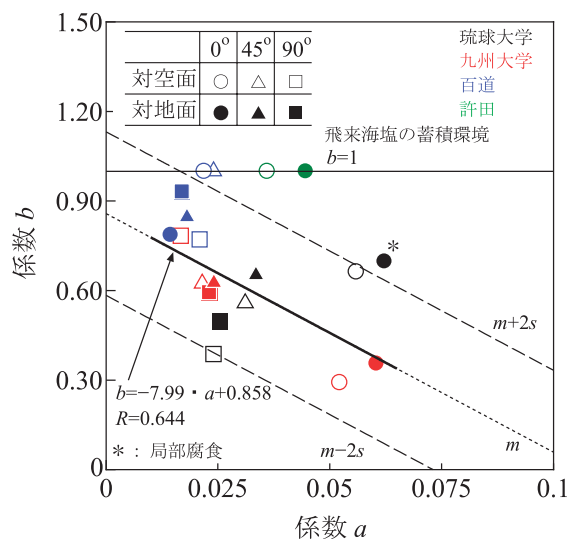 1.50
1.20
0.90
0.60
0.30
0
係数 b
0° 45° 90°
対空面
対地面
琉球大学
九州大学
百道
許田
飛来海塩の蓄積環境
b=1
*
m+2s
b=−7.99・a+0.858
R=0.644
* : 局部腐食
m−2s
m
0 0.025 0.05 0.075 0.1
係数 a